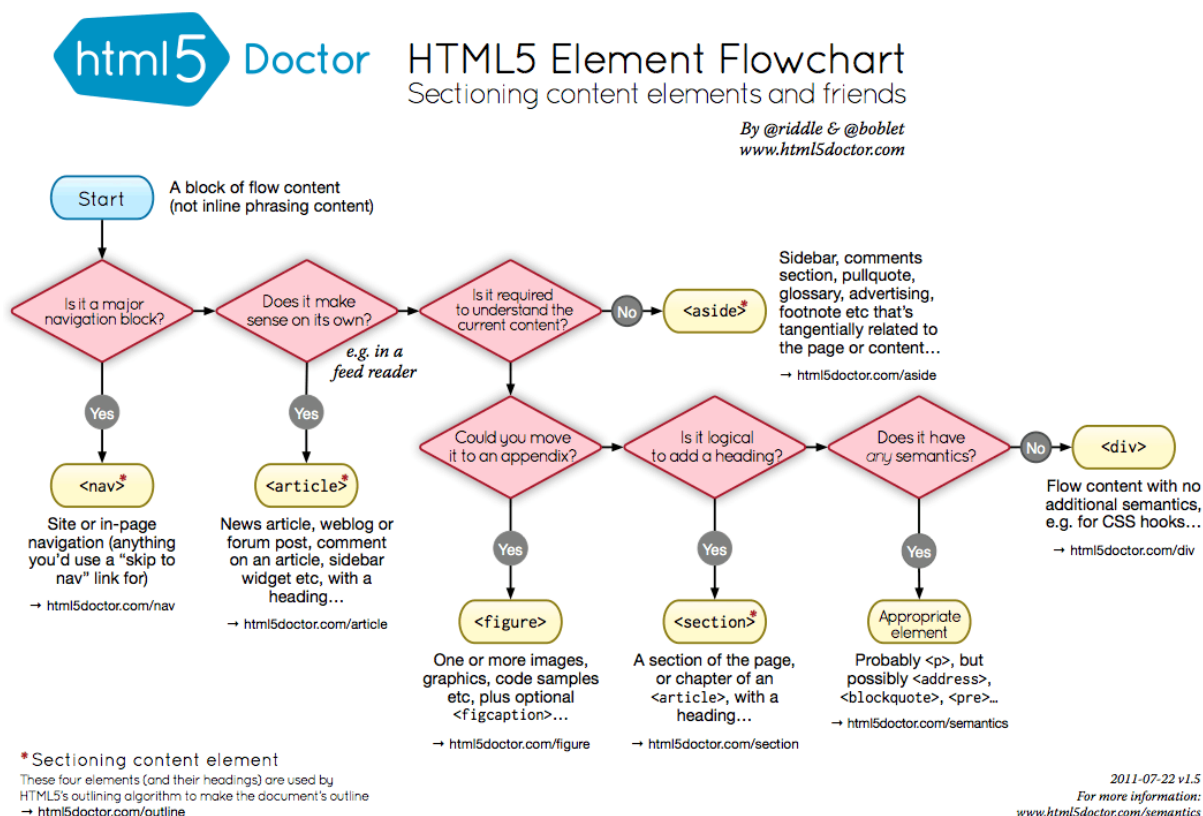 html5 Doctor
HTML5 Element Flowchart
Sectioning content elements and friends
By @riddle & @boblet
www.html5doctor.com
Start
A block of flow content
(not inline phrasing content)
Is it a major
navigation block?
Does it make
sense on its own?
e.g. in a
feed reader
Is it required
to understand the
current content?
No
<aside>*
Sidebar, comments
section, pullquote,
glossary, advertising,
footnote etc that's
tangentially related to
the page or content…
→ html5doctor.com/aside
Yes
<nav>*
Site or in-page
navigation (anything
you'd use a “skip to
nav” link for)
→ html5doctor.com/nav
Yes
<article>*
News article, weblog or
forum post, comment
on an article, sidebar
widget etc, with a
heading…
→ html5doctor.com/article
Could you move
it to an appendix?
Is it logical
to add a heading?
Does it have
any semantics?
No
<div>
Flow content with no
additional semantics,
e.g. for CSS hooks…
→ html5doctor.com/div
Yes
<figure>
One or more images,
graphics, code samples
etc, plus optional
<figcaption>…
→ html5doctor.com/figure
Yes
<section>*
A section of the page,
or chapter of an
<article>, with a
heading…
→ html5doctor.com/section
Yes
Appropriate
element
Probably <p>, but
possibly <address>,
<blockquote>, <pre>…
→ html5doctor.com/semantics
* Sectioning content element
These four elements (and their headings) are used by
HTML5's outlining algorithm to make the document's outline
→ html5doctor.com/outline
2011-07-22 v1.5
For more information:
www.html5doctor.com/semantics